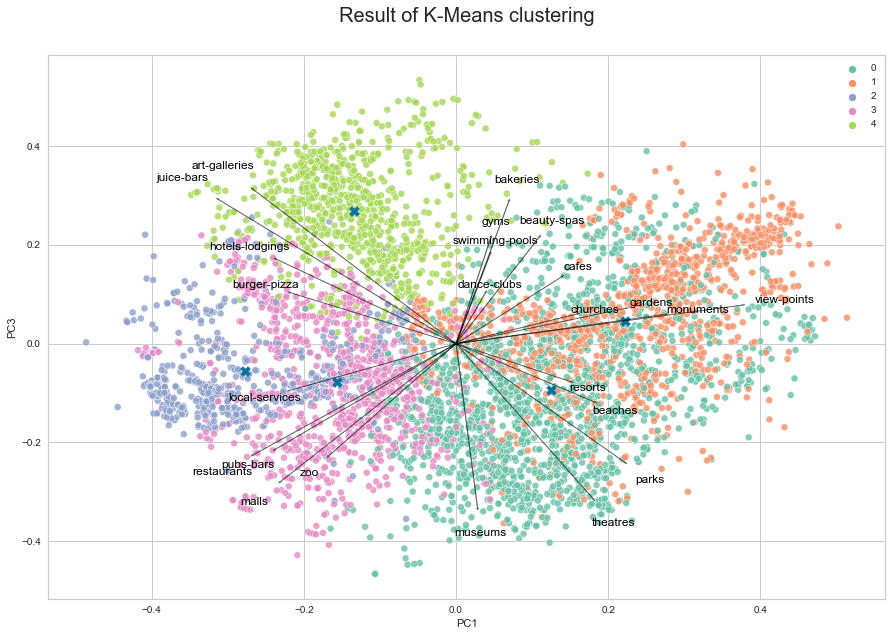 Result of K-Means clustering
0
1
2
3
4
art-galleries
juice-bars
bakeries
gyms
beauty-spas
swimming-pools
hotels-lodgings
cafes
burger-pizza
dance-clubs
gardens
view-points
churches
monuments
resorts
local-services
beaches
pubs-bars
restaurants
zoo
parks
malls
theatres
museums
0.4
0.2
0.0
−0.2
−0.4
PC3
−0.4
−0.2
0.0
0.2
0.4
PC1